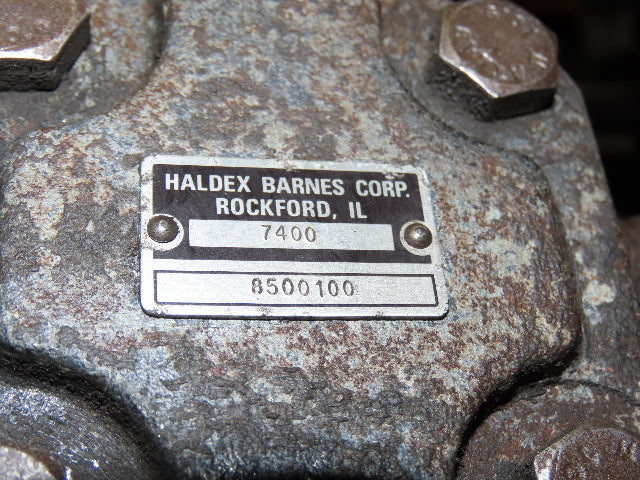 HALDEX BARNES CORP.
ROCKFORD, IL
7400
8500100